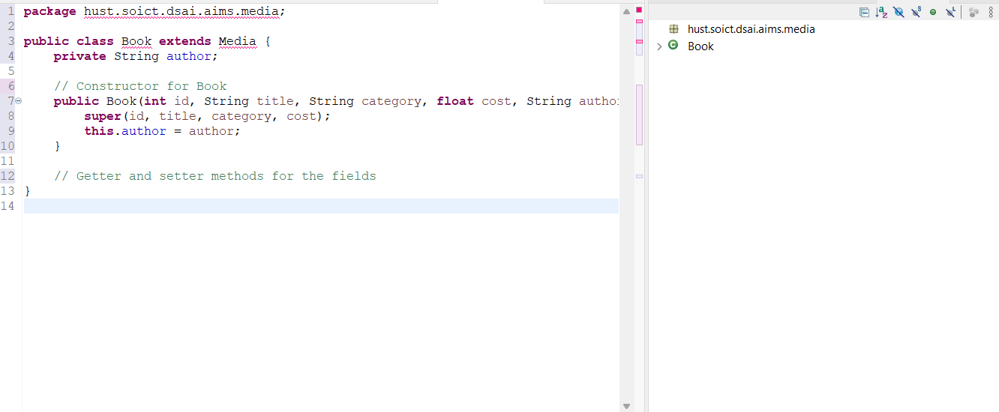 1 package hust.soict.dsai.aims.media;
2
3 public class Book extends Media {
4 private String author;
5
6 // Constructor for Book
7 public Book(int id, String title, String category, float cost, String autho
8 super(id, title, category, cost);
9 this.author = author;
10 }
11
12 // Getter and setter methods for the fields
13 }
14
hust.soict.dsai.aims.media
Book